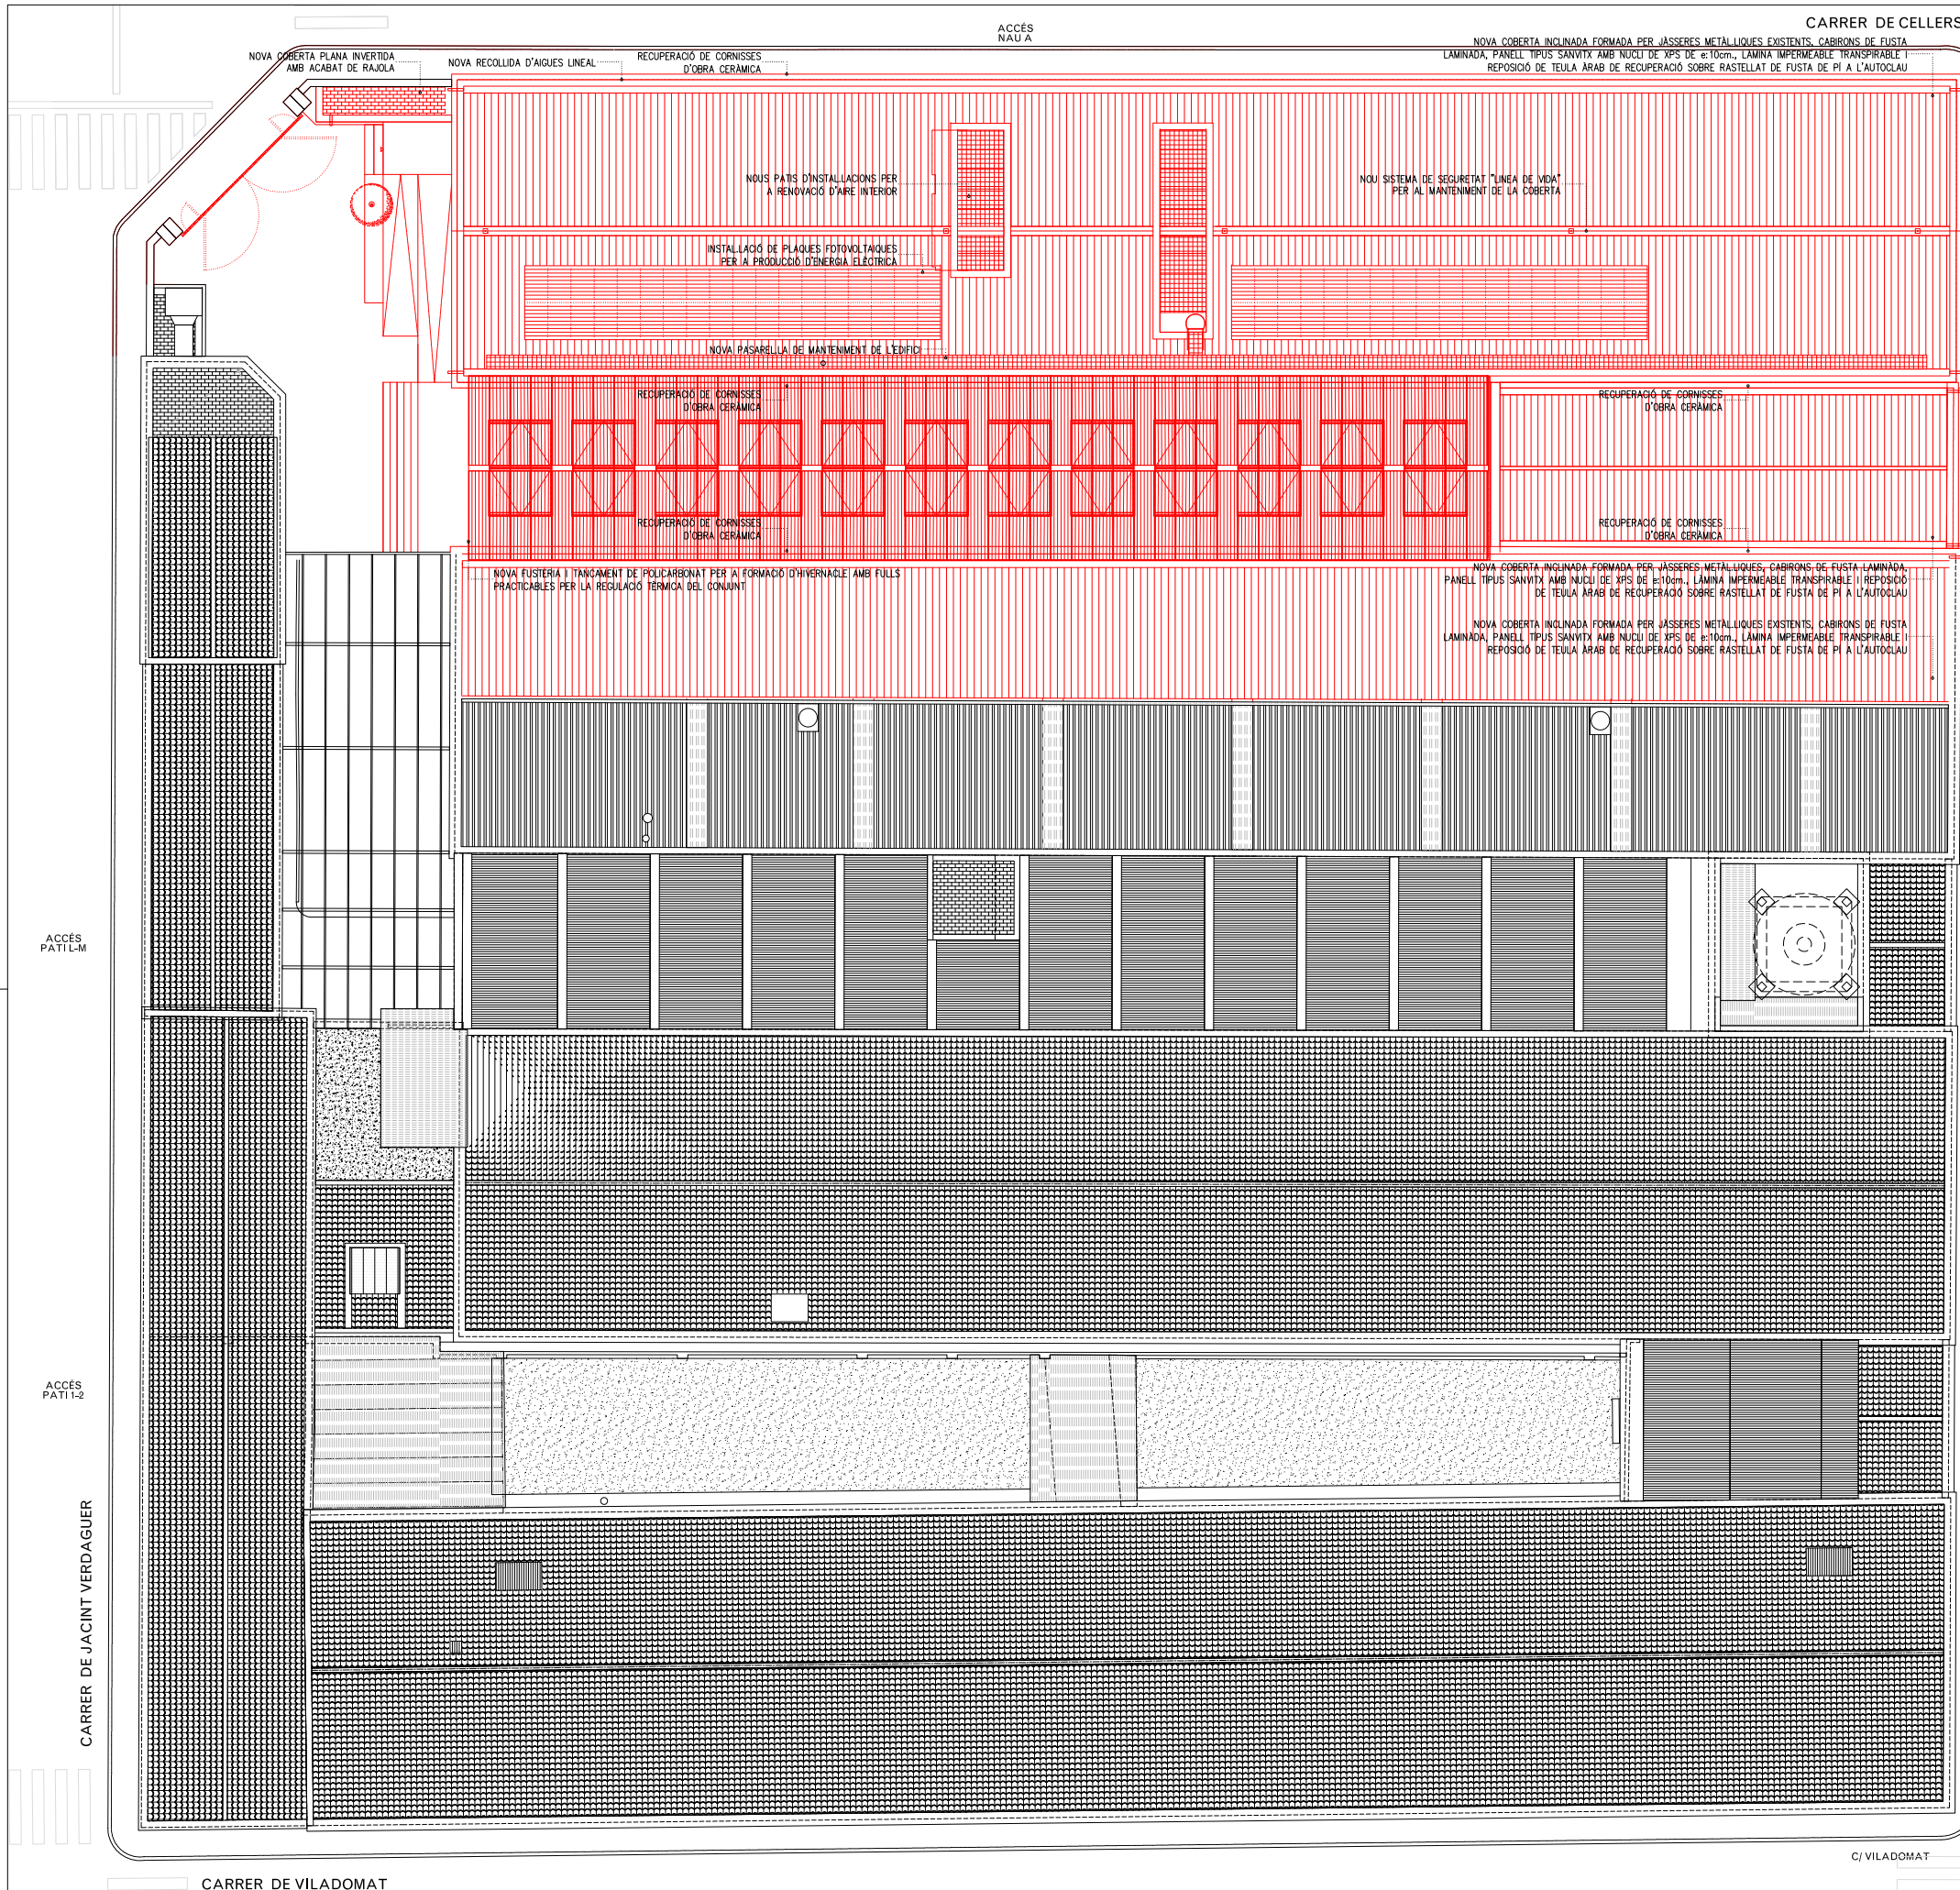 ACCÉS
NAU A
CARRER DE CELLERS
NOVA COBERTA PLANA INVERTIDA
AMB ACABAT DE RAJOLA
NOVA RECOLLIDA D'AIGUES LINEAL
RECUPERACIÓ DE CORNISSES
D'OBRA CERÀMICA
NOVA COBERTA INCLINADA FORMADA PER JÀSSERES METÀL.LIQUES EXISTENTS, CABIRONS DE FUSTA
LAMINADA, PANELL TIPUS SANVITX AMB NUCLI DE XPS DE e:10cm., LÀMINA IMPERMEABLE TRANSPIRABLE I
REPOSICIÓ DE TEULA ÀRAB DE RECUPERACIÓ SOBRE RASTELLAT DE FUSTA DE PÍ A L'AUTOCLAU
NOUS PATIS D'INSTAL.LACIONS PER
A RENOVACIÓ D'AIRE INTERIOR
NOU SISTEMA DE SEGURETAT "LINEA DE VIDA"
PER AL MANTENIMENT DE LA COBERTA
INSTAL.LACIÓ DE PLAQUES FOTOVOLTAIQUES
PER A PRODUCCIÓ D'ENERGIA ELÈCTRICA
NOVA PASAREL·LA DE MANTENIMENT DE L'EDIFICI
RECUPERACIÓ DE CORNISSES
D'OBRA CERÀMICA
RECUPERACIÓ DE CORNISSES
D'OBRA CERÀMICA
RECUPERACIÓ DE CORNISSES
D'OBRA CERÀMICA
RECUPERACIÓ DE CORNISSES
D'OBRA CERÀMICA
NOVA FUSTERIA I TANCAMENT DE POLICARBONAT PER A FORMACIÓ D'HIVERNACLE AMB FULLS
PRACTICABLES PER LA REGULACIÓ TÈRMICA DEL CONJUNT
NOVA COBERTA INCLINADA FORMADA PER JÀSSERES METÀL.LIQUES, CABIRONS DE FUSTA LAMINADA,
PANELL TIPUS SANVITX AMB NUCLI DE XPS DE e:10cm., LÀMINA IMPERMEABLE TRANSPIRABLE I REPOSICIÓ
DE TEULA ÀRAB DE RECUPERACIÓ SOBRE RASTELLAT DE FUSTA DE PÍ A L'AUTOCLAU
NOVA COBERTA INCLINADA FORMADA PER JÀSSERES METÀL.LIQUES EXISTENTS, CABIRONS DE FUSTA
LAMINADA, PANELL TIPUS SANVITX AMB NUCLI DE XPS DE e:10cm., LÀMINA IMPERMEABLE TRANSPIRABLE I
REPOSICIÓ DE TEULA ÀRAB DE RECUPERACIÓ SOBRE RASTELLAT DE FUSTA DE PÍ A L'AUTOCLAU
ACCÉS
PATI L-M
ACCÉS
PATI 1-2
CARRER DE JACINT VERDAGUER
C/ VILADOMAT
CARRER DE VILADOMAT